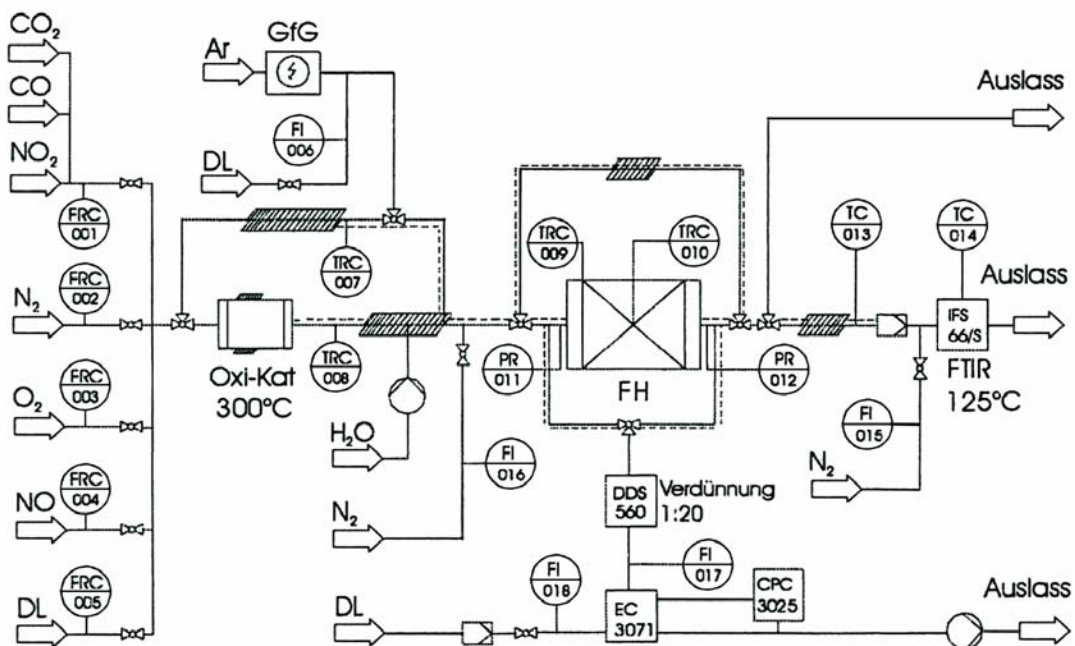 CO₂
CO
NO₂
FRC
001
N₂
FRC
002
O₂
FRC
003
NO
FRC
004
DL
FRC
005
Ar
GfG
FI
006
DL
TRC
007
Oxi-Kat
300°C
TRC
008
H₂O
N₂
FI
016
TRC
009
TRC
010
PR
011
FH
PR
012
DDS
560
Verdünnung
1:20
FI
017
DL
FI
018
EC
3071
CPC
3025
Auslass
TC
013
TC
014
Auslass
IFS
66/S
FTIR
125°C
FI
015
N₂
Auslass